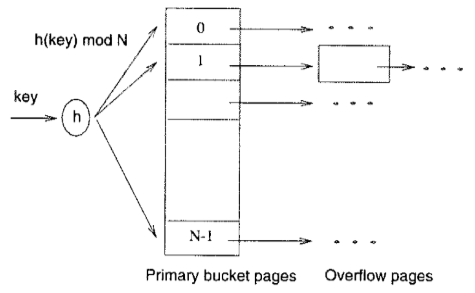 0
h(key) mod N
1
key
h
N-1
Primary bucket pages
Overflow pages